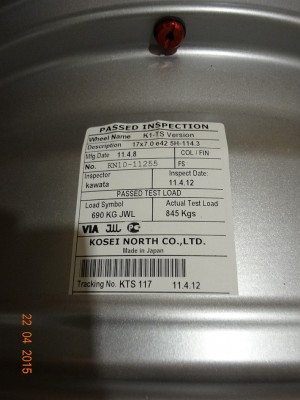 PASSED INSPECTION
Wheel Name K1-TS Version
Description 17x7.0 ø42 5H-114.3
Mfg Date 11.4.8 COL / FIN
No. KN10-11255 FS
Inspector Inspect Date:
kawata 11.4.12
PASSED TEST LOAD
Load Symbol Actual Test Load
690 KG JWL 845 Kgs
VIA JWL
KOSEI NORTH CO.,LTD.
Made in Japan
Tracking No. KTS 117 11.4.12
22 04 2015